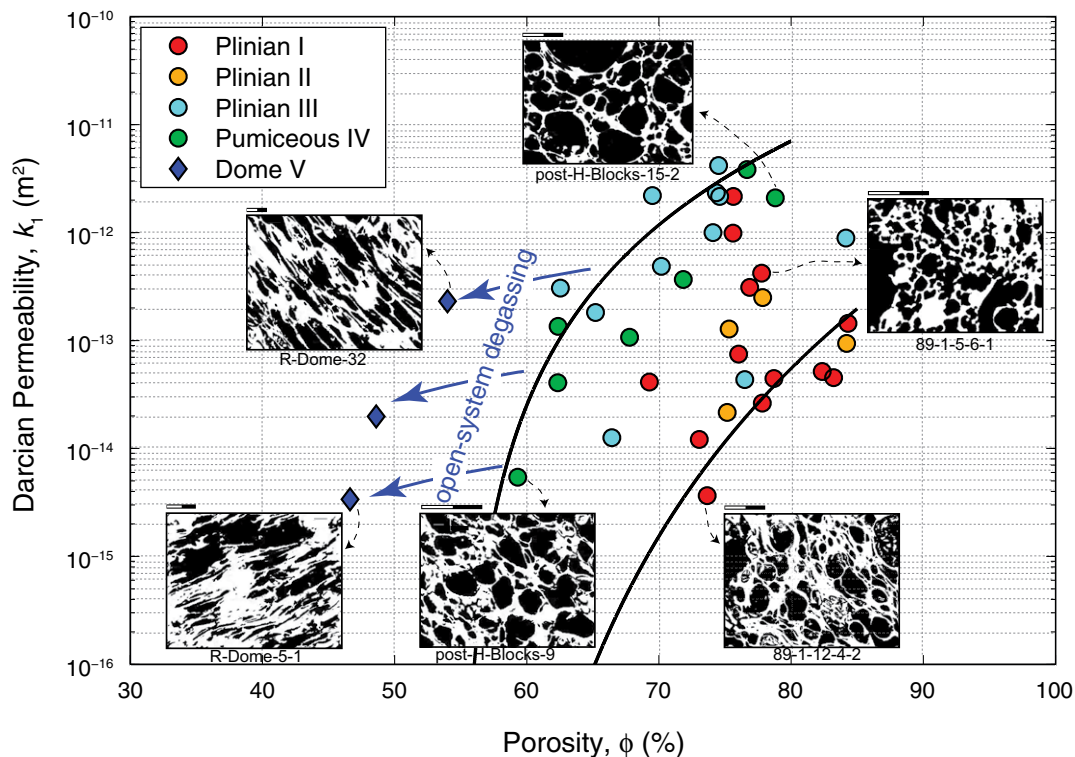 Plinian I
Plinian II
Plinian III
Pumiceous IV
Dome V
post-H-Blocks-15-2
R-Dome-32
89-1-5-6-1
open-system degassing
R-Dome-5-1
post-H-Blocks-9
89-1-12-4-2
Darcian Permeability, k₁ (m²)
10⁻¹⁰
10⁻¹¹
10⁻¹²
10⁻¹³
10⁻¹⁴
10⁻¹⁵
10⁻¹⁶
30 40 50 60 70 80 90 100
Porosity, ϕ (%)